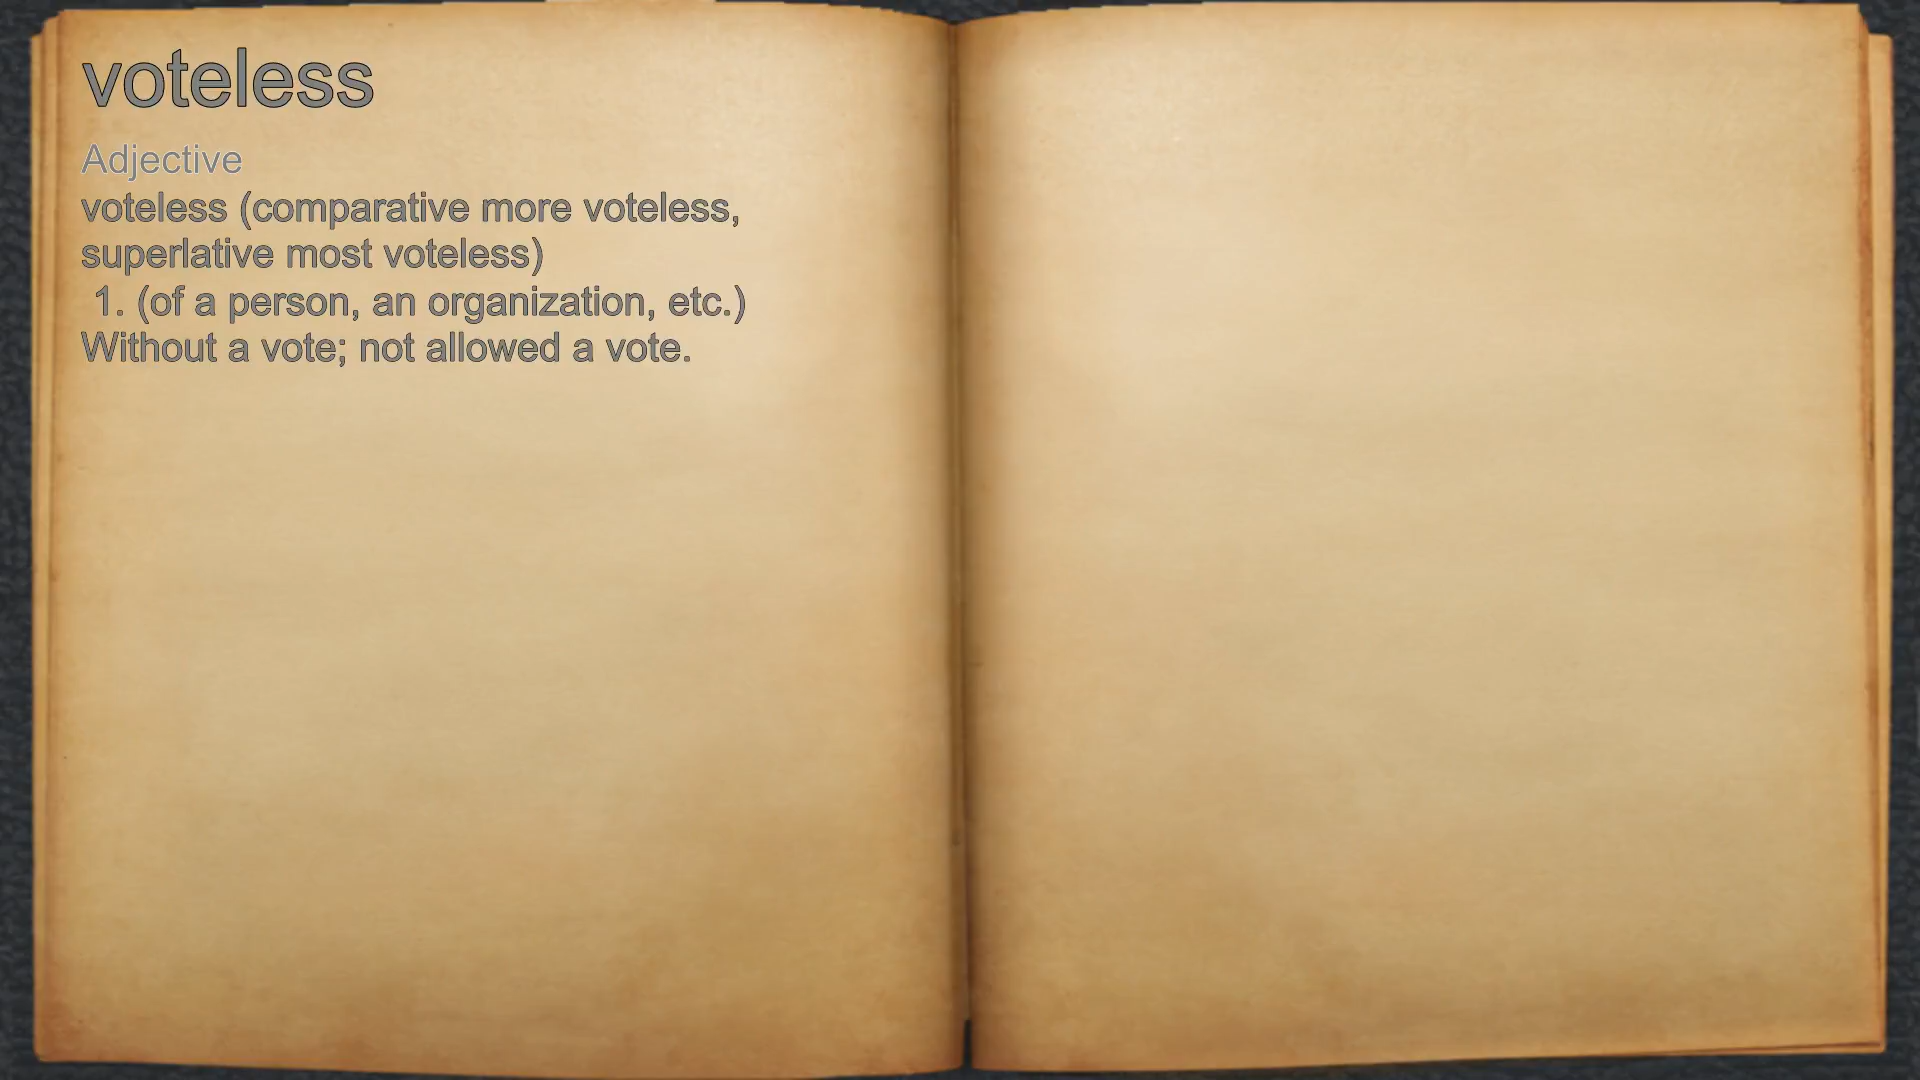 voteless
Adjective
voteless (comparative more voteless,
superlative most voteless)
1. (of a person, an organization, etc.)
Without a vote; not allowed a vote.